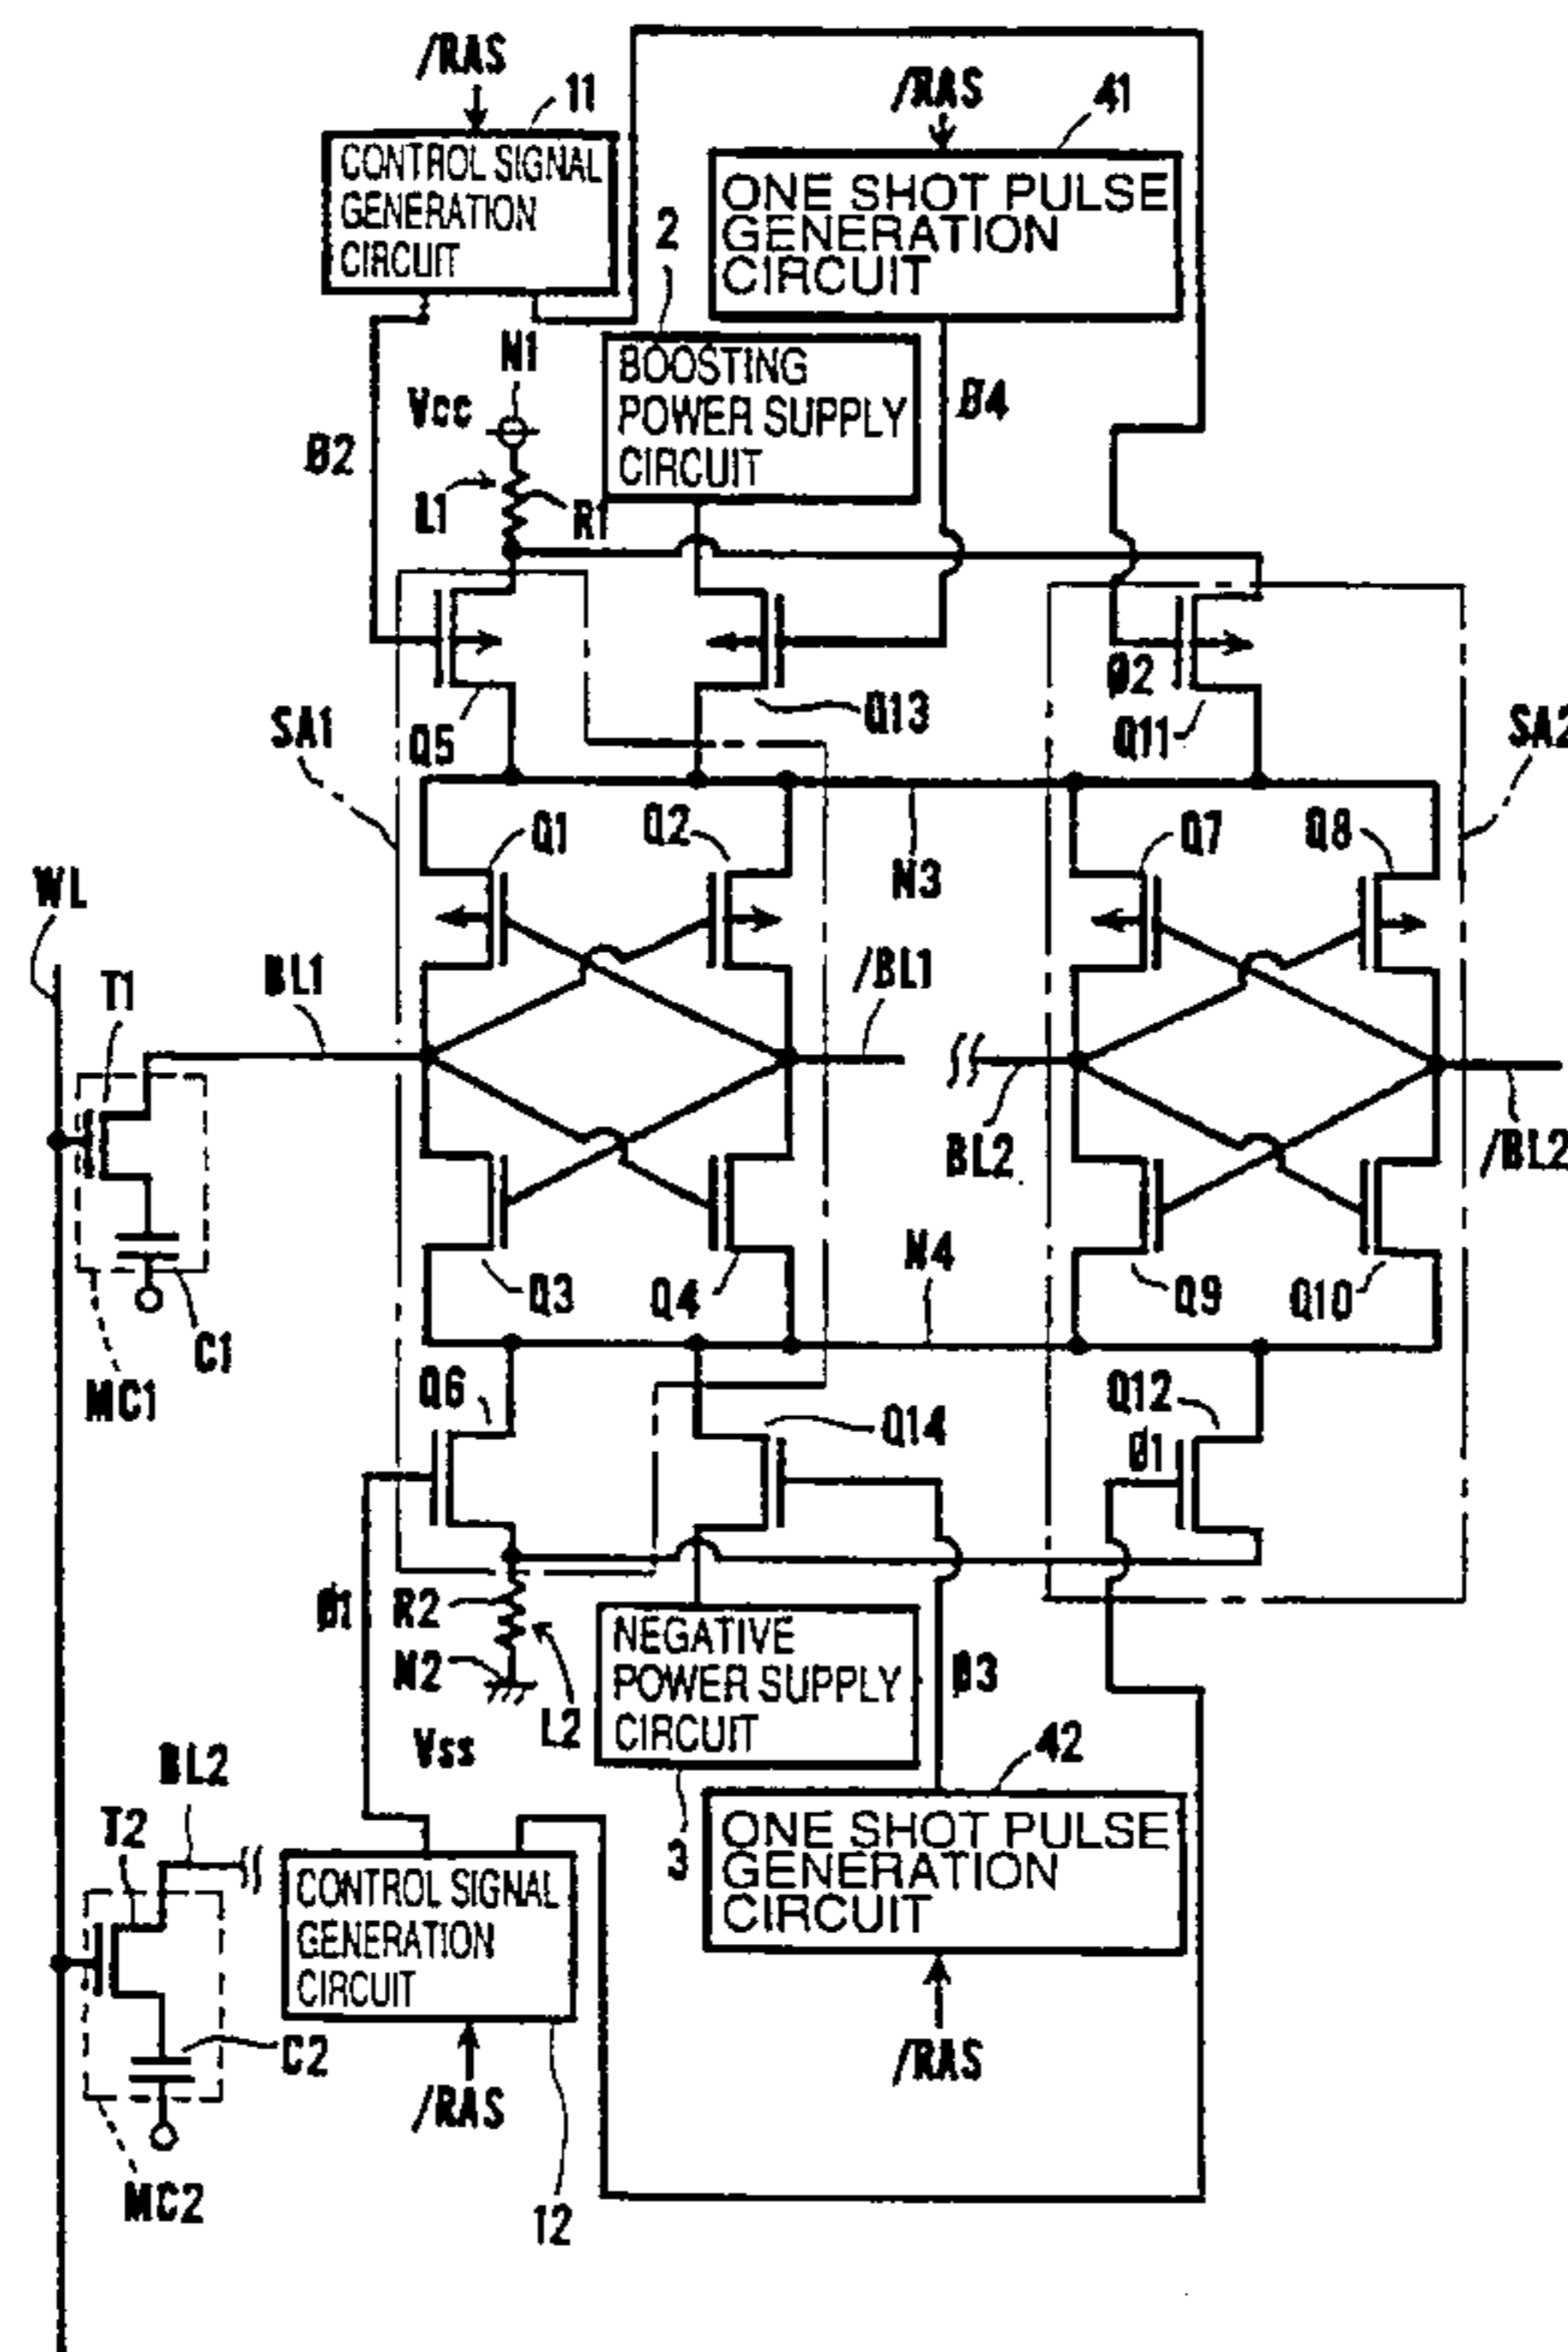 /RAS
11
CONTROL SIGNAL
GENERATION
CIRCUIT
/RAS
41
ONE SHOT PULSE
GENERATION
CIRCUIT
2
BOOSTING
POWER SUPPLY
CIRCUIT
N1
Vcc
Ø2
L1
R1
Ø4
Q5
Q13
Ø2
Q11
SA1
SA2
Q1
Q2
N3
Q7
Q8
WL
T1
BL1
/BL1
BL2
/BL2
Q3
Q4
N4
Q9
Q10
C1
MC1
Q6
Q14
Q12
Ø1
Ø1
R2
N2
L2
Vss
NEGATIVE
POWER SUPPLY
CIRCUIT
3
Ø3
42
ONE SHOT PULSE
GENERATION
CIRCUIT
/RAS
BL2
T2
CONTROL SIGNAL
GENERATION
CIRCUIT
C2
/RAS
MC2
12